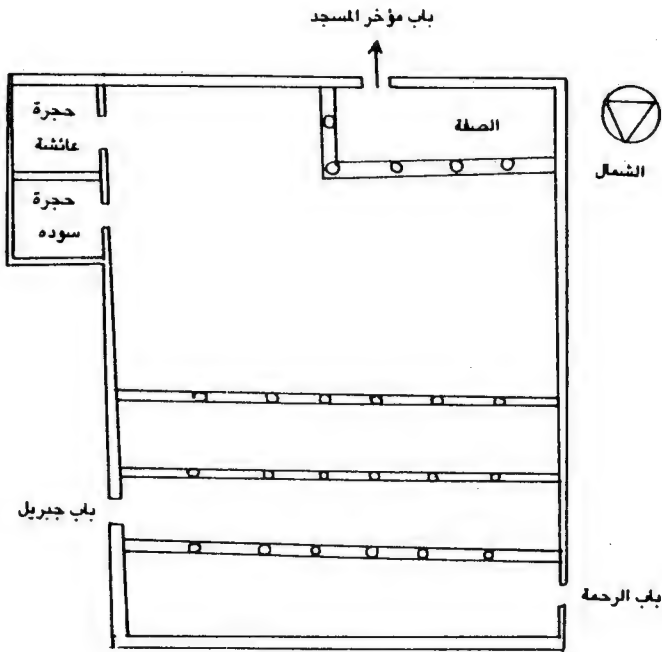 باب مؤخر المسجد
حجرة
عائشة
الصفة
الشمال
حجرة
سوده
باب جبريل
باب الرحمة